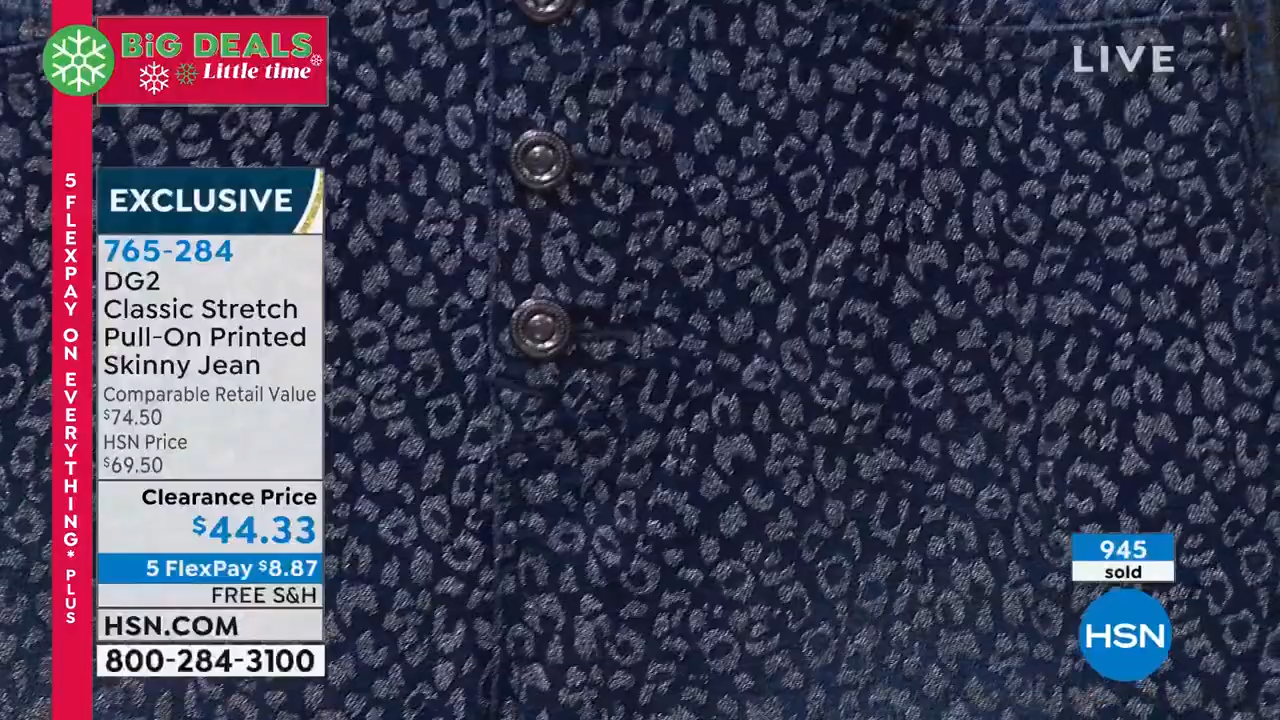 BiG DEALS
Little time
LIVE
5 FLEXPAY ON EVERYTHING* PLUS
EXCLUSIVE
765-284
DG2
Classic Stretch
Pull-On Printed
Skinny Jean
Comparable Retail Value
$74.50
HSN Price
$69.50
Clearance Price
$44.33
5 FlexPay $8.87
FREE S&H
HSN.COM
800-284-3100
945
sold
HSN